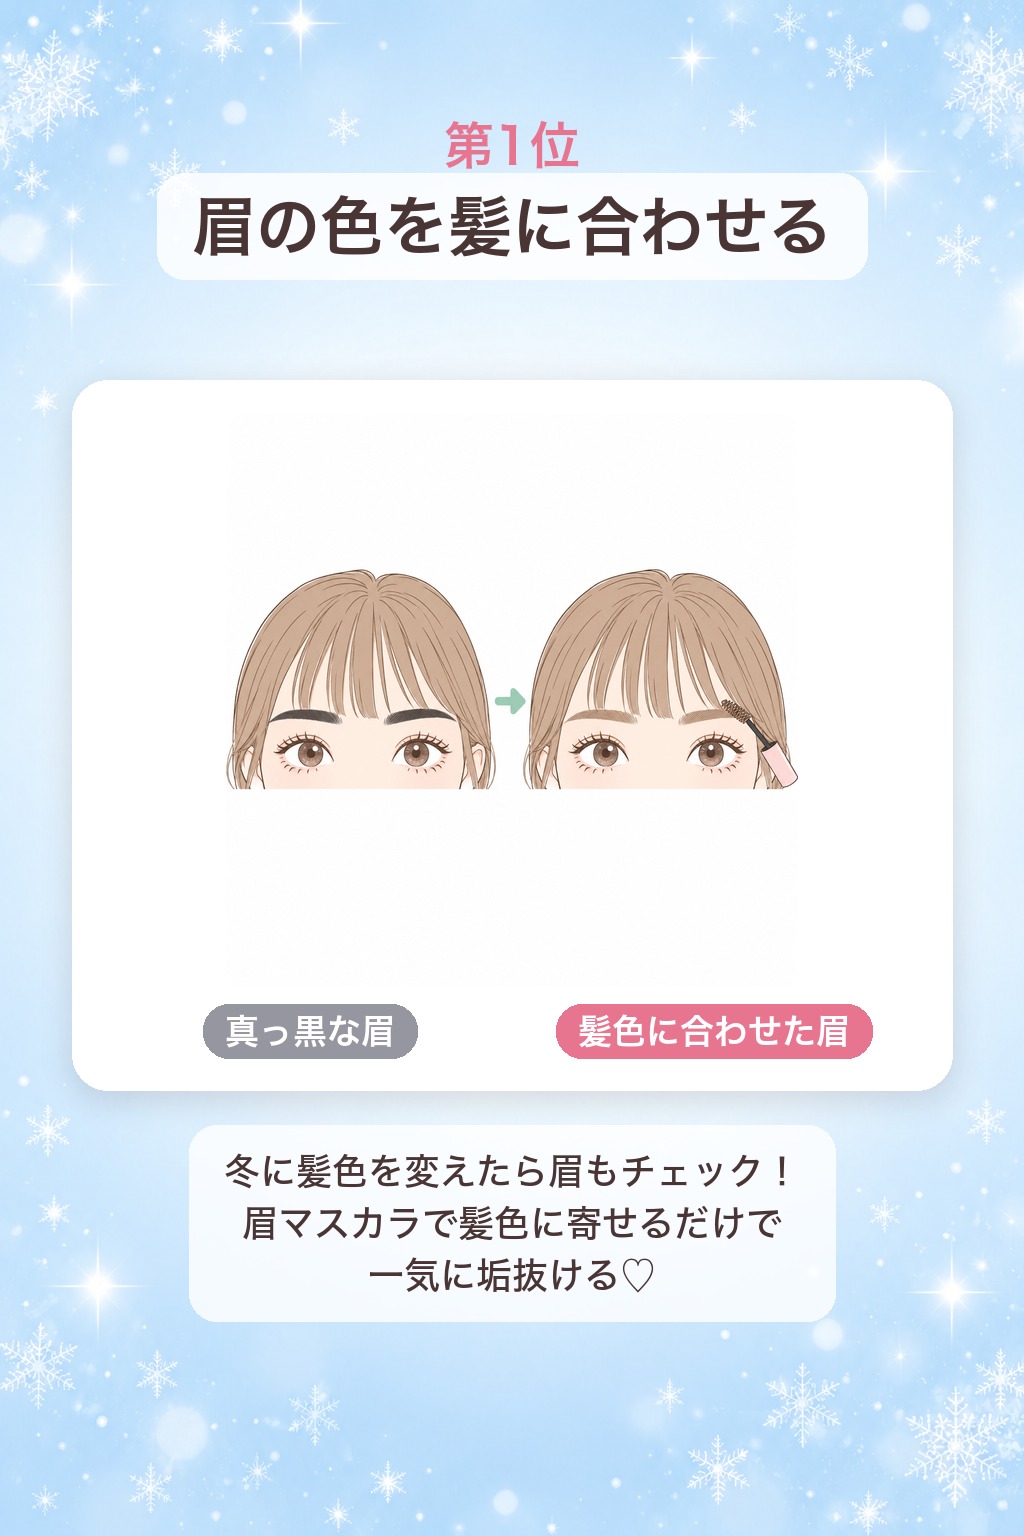 第1位
眉の色を髪に合わせる
真っ黒な眉
髪色に合わせた眉
冬に髪色を変えたら眉もチェック！
眉マスカラで髪色に寄せるだけで
一気に垢抜ける♡